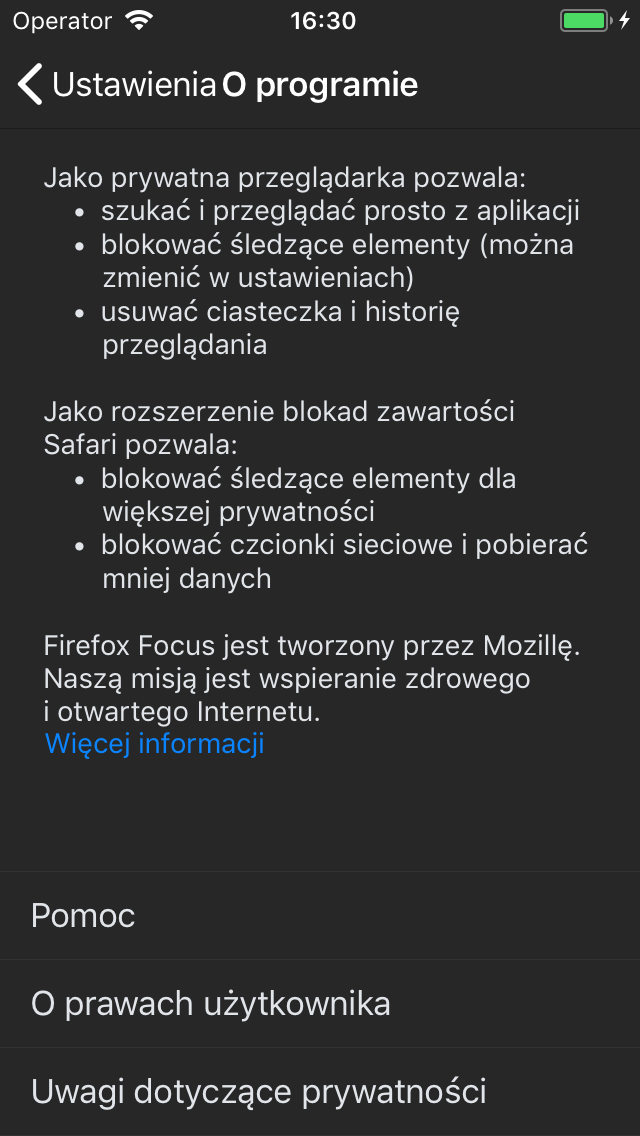 Operator 16:30
Ustawienia O programie
Jako prywatna przeglądarka pozwala:
• szukać i przeglądać prosto z aplikacji
• blokować śledzące elementy (można
zmienić w ustawieniach)
• usuwać ciasteczka i historię
przeglądania
Jako rozszerzenie blokad zawartości
Safari pozwala:
• blokować śledzące elementy dla
większej prywatności
• blokować czcionki sieciowe i pobierać
mniej danych
Firefox Focus jest tworzony przez Mozillę.
Naszą misją jest wspieranie zdrowego
i otwartego Internetu.
Więcej informacji
Pomoc
O prawach użytkownika
Uwagi dotyczące prywatności